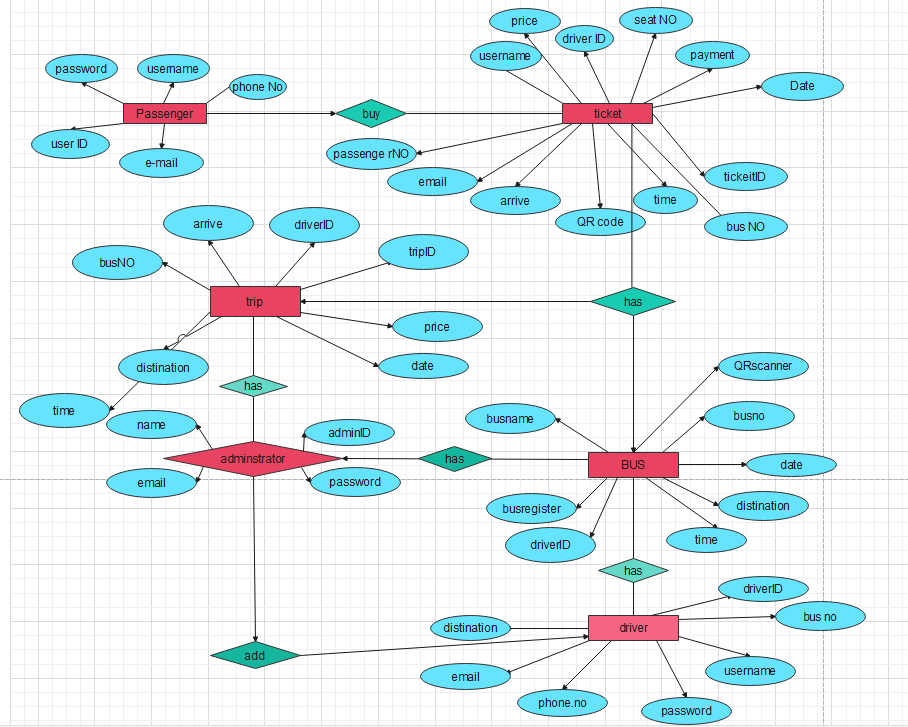 price
seat NO
driver ID
username
payment
password
username
phone No
Date
Passenger
buy
ticket
user ID
e-mail
passenge rNO
email
arrive
QR code
time
tickeitID
bus NO
arrive
driverID
busNO
tripID
trip
has
price
distination
date
has
time
name
adminID
adminstrator
email
password
has
QRscanner
busname
busno
BUS
date
busregister
distination
driverID
time
has
driverID
bus no
distination
driver
add
email
username
phone.no
password